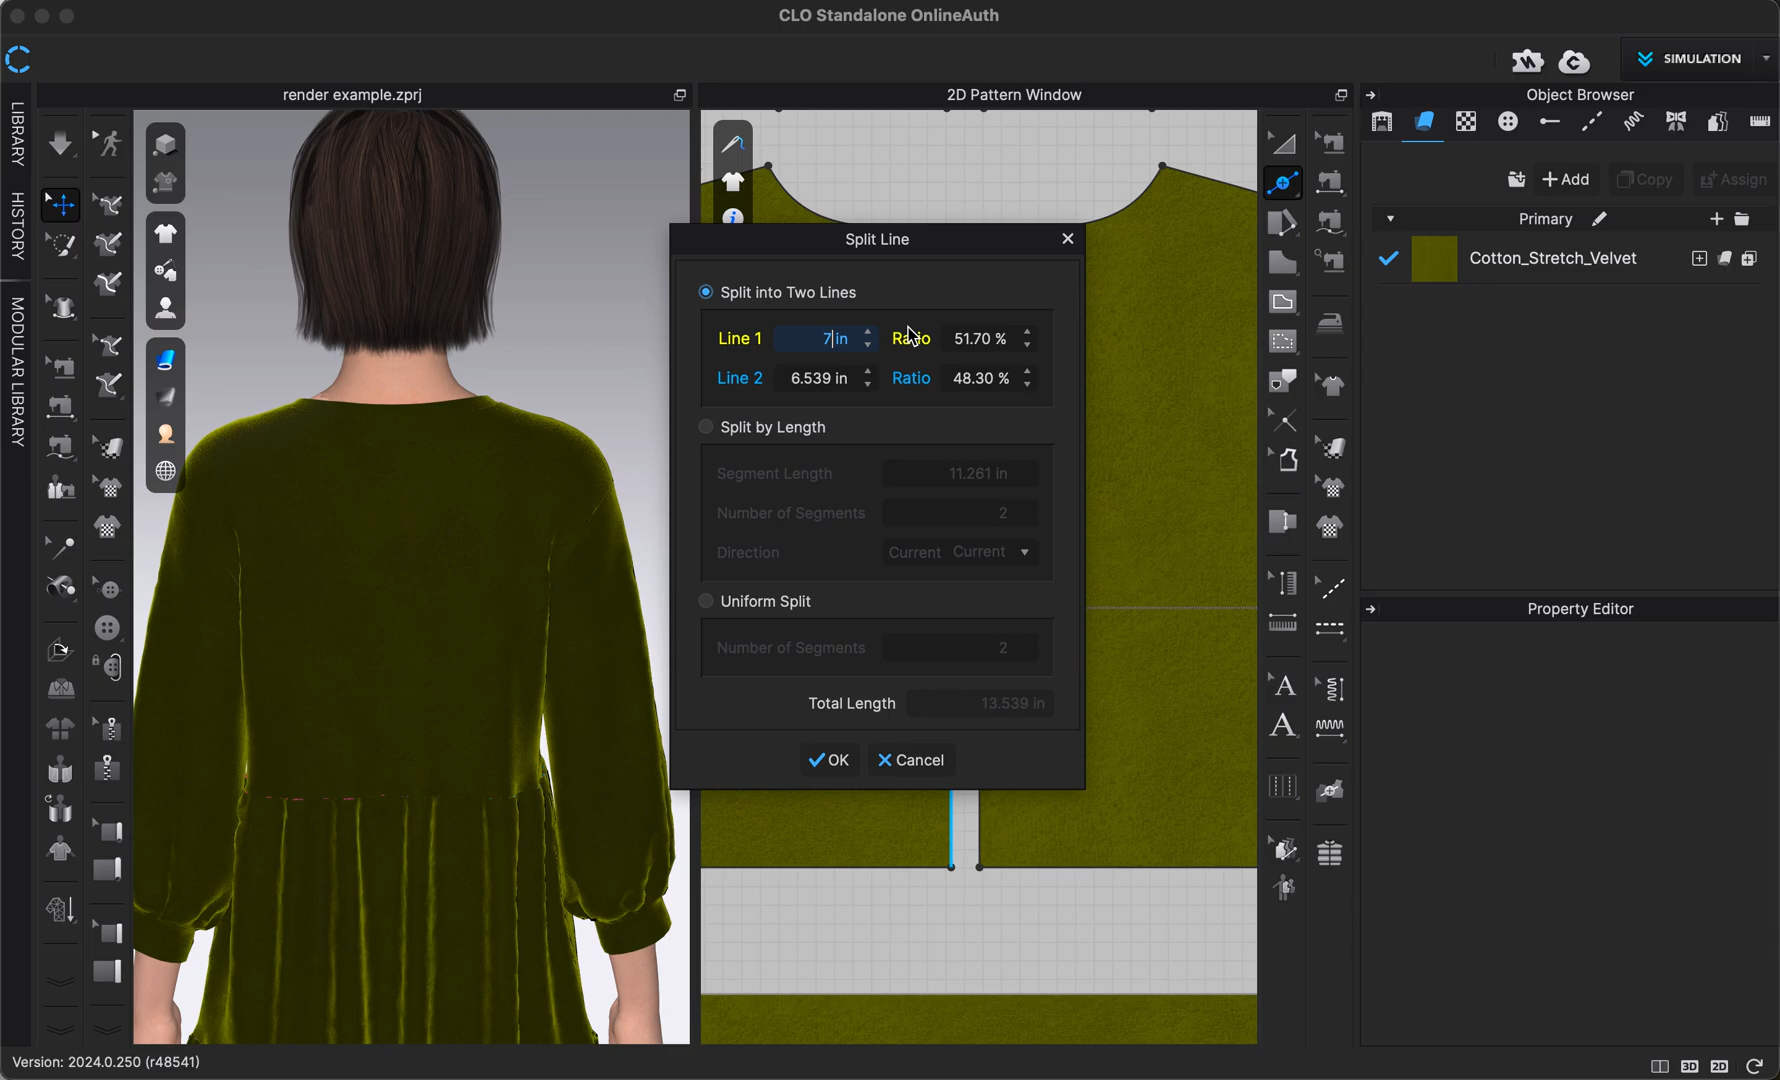 CLO Standalone OnlineAuth
SIMULATION
LIBRARY
HISTORY
MODULAR LIBRARY
render example.zprj
2D Pattern Window
Object Browser
Add
Copy
Assign
Primary
Cotton_Stretch_Velvet
Split Line
Split into Two Lines
Line 1 7 in Ratio 51.70 %
Line 2 6.539 in Ratio 48.30 %
Split by Length
Segment Length 11.261 in
Number of Segments 2
Direction Current Current
Uniform Split
Number of Segments 2
Total Length 13.539 in
OK Cancel
Property Editor
A
A
Version: 2024.0.250 (r48541)
3D 2D